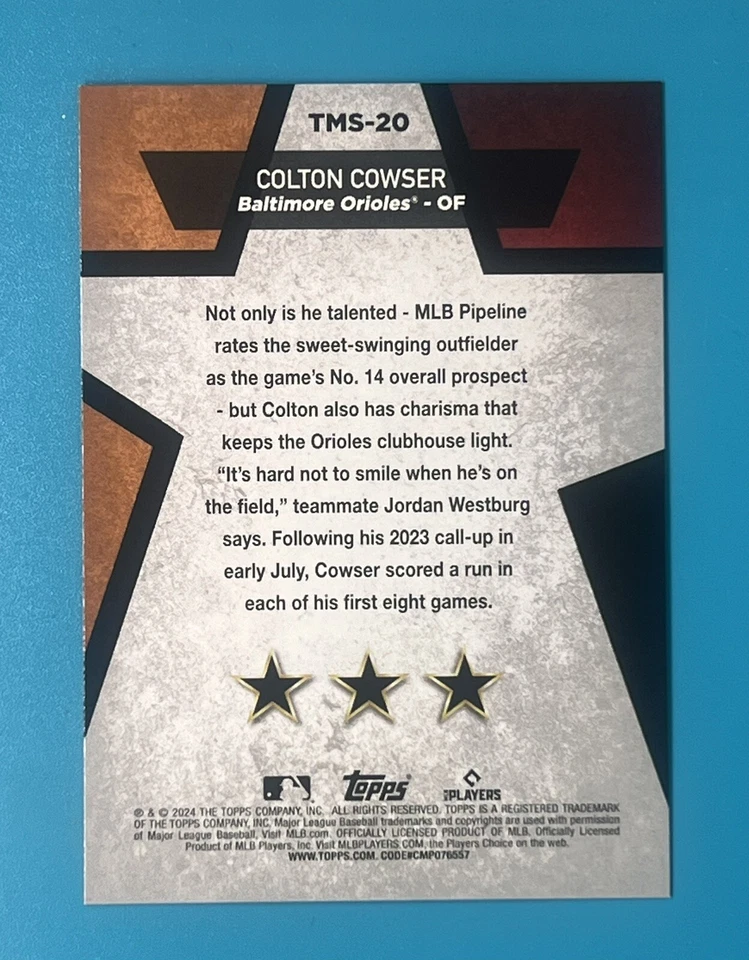 TMS-20
COLTON COWSER
Baltimore Orioles® - OF
Not only is he talented - MLB Pipeline
rates the sweet-swinging outfielder
as the game's No. 14 overall prospect
- but Colton also has charisma that
keeps the Orioles clubhouse light.
“It's hard not to smile when he's on
the field,” teammate Jordan Westburg
says. Following his 2023 call-up in
early July, Cowser scored a run in
each of his first eight games.
topps PLAYERS
® & © 2024 THE TOPPS COMPANY, INC. ALL RIGHTS RESERVED. TOPPS IS A REGISTERED TRADEMARK
OF THE TOPPS COMPANY, INC. Major League Baseball trademarks and copyrights are used with permission
of Major League Baseball. Visit MLB.com. OFFICIALLY LICENSED PRODUCT OF MLB. Officially Licensed
Product of MLB Players, Inc. Visit MLBPLAYERS.COM, the Players Choice on the web.
WWW.TOPPS.COM. CODE#CMP076557